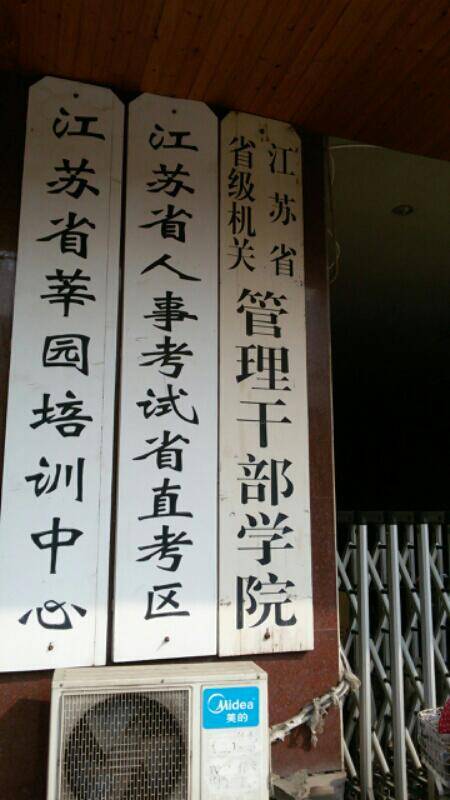 江苏省
省级机关
管理干部学院
江苏省人事考试省直考区
江苏省莘园培训中心
Midea
美的